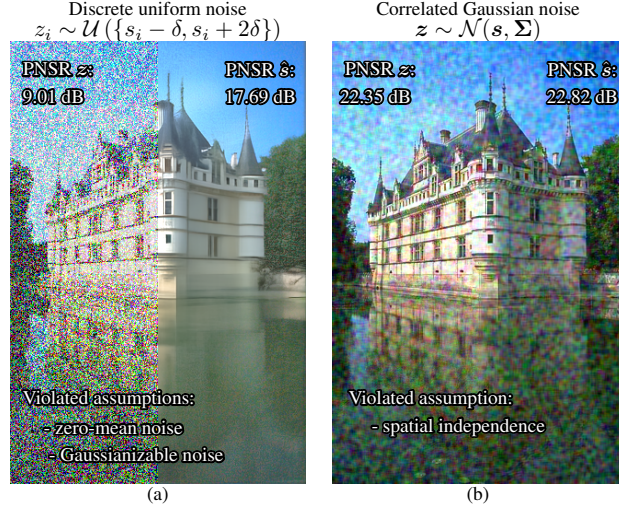 Discrete uniform noise
z_i ∼ U({s_i − δ, s_i + 2δ})
Correlated Gaussian noise
z ∼ N(s, Σ)
PNSR z:
9.01 dB
PNSR ŝ:
17.69 dB
PNSR z:
22.35 dB
PNSR ŝ:
22.82 dB
Violated assumptions:
- zero-mean noise
- Gaussianizable noise
Violated assumption:
- spatial independence
(a)
(b)